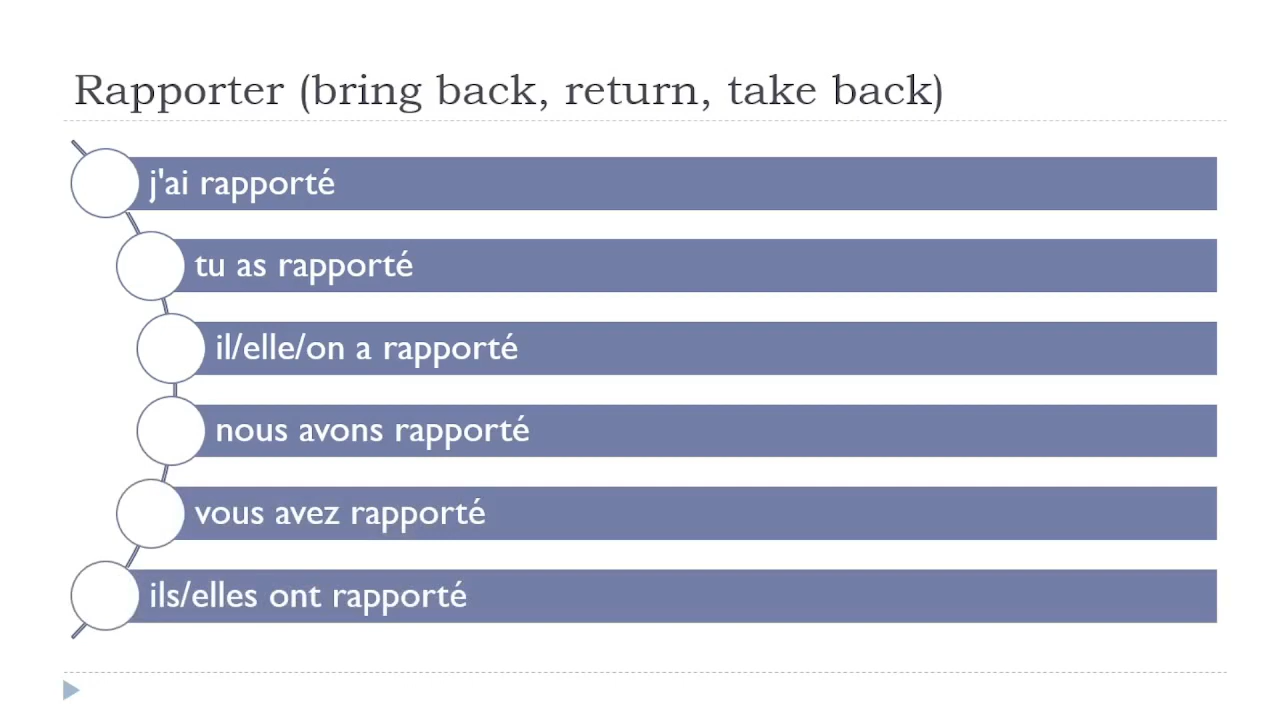 Rapporter (bring back, return, take back)
j'ai rapporté
tu as rapporté
il/elle/on a rapporté
nous avons rapporté
vous avez rapporté
ils/elles ont rapporté